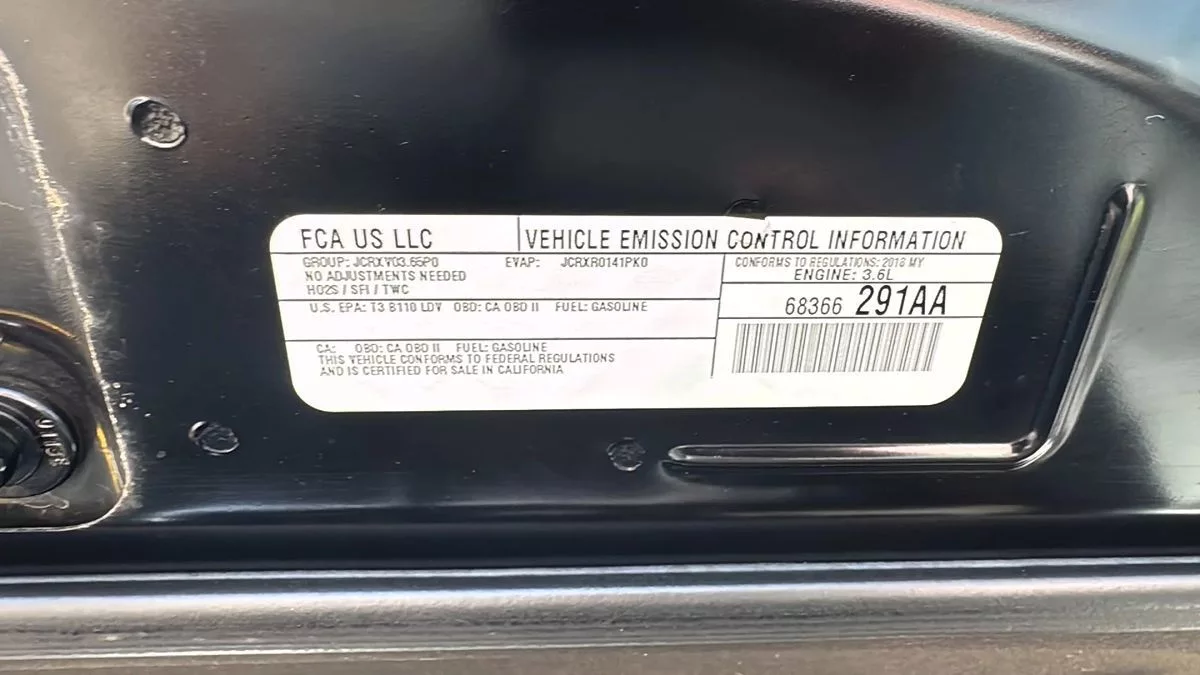 FCA US LLC
VEHICLE EMISSION CONTROL INFORMATION
GROUP: JCRXV03.65P0 EVAP: JCRXR0141PK0
NO ADJUSTMENTS NEEDED
HO2S / SFI / TWC
CONFORMS TO REGULATIONS: 2018 MY
ENGINE: 3.6L
U.S. EPA: T3 B110 LDV OBD: CA OBD II FUEL: GASOLINE
68366 291AA
CA: OBD: CA OBD II FUEL: GASOLINE
THIS VEHICLE CONFORMS TO FEDERAL REGULATIONS
AND IS CERTIFIED FOR SALE IN CALIFORNIA